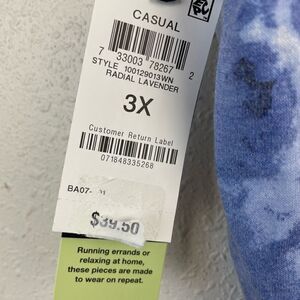 CASUAL
7 33003 78267 2
STYLE 100129013WN
RADIAL LAVENDER
3X
Customer Return Label
071848335268
BA07-
$39.50
Running errands or
relaxing at home,
these pieces are made
to wear on repeat.